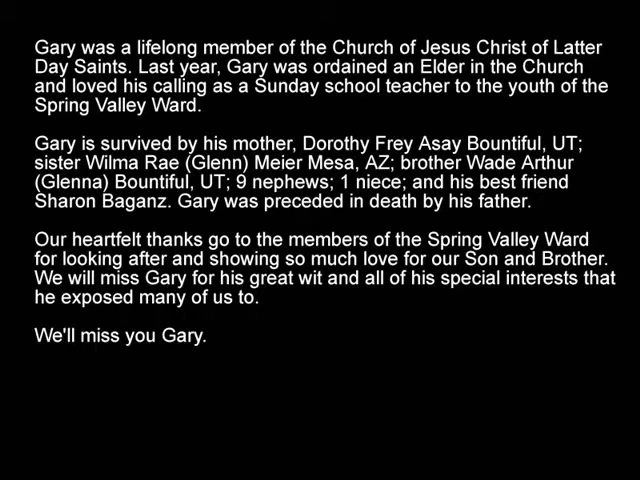 Gary was a lifelong member of the Church of Jesus Christ of Latter
Day Saints. Last year, Gary was ordained an Elder in the Church
and loved his calling as a Sunday school teacher to the youth of the
Spring Valley Ward.
Gary is survived by his mother, Dorothy Frey Asay Bountiful, UT;
sister Wilma Rae (Glenn) Meier Mesa, AZ; brother Wade Arthur
(Glenna) Bountiful, UT; 9 nephews; 1 niece; and his best friend
Sharon Baganz. Gary was preceded in death by his father.
Our heartfelt thanks go to the members of the Spring Valley Ward
for looking after and showing so much love for our Son and Brother.
We will miss Gary for his great wit and all of his special interests that
he exposed many of us to.
We'll miss you Gary.